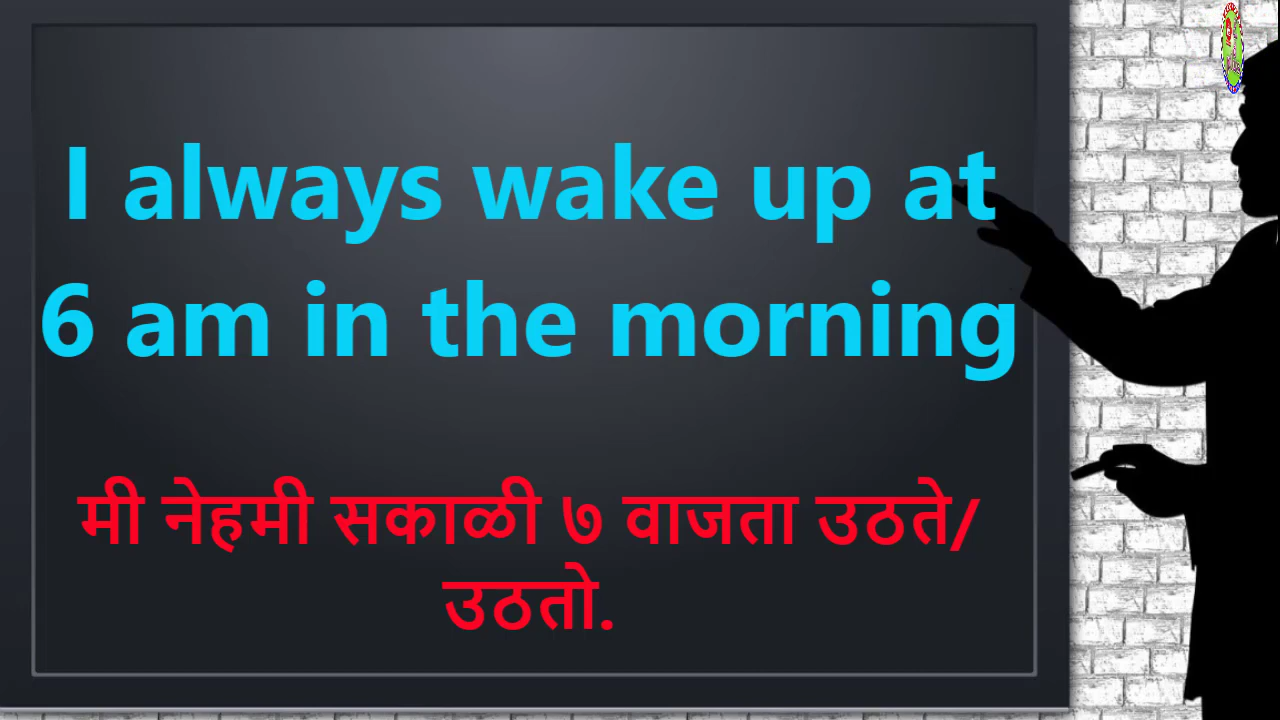 I always wake up at
6 am in the morning
मी नेहमी सकाळी ७ वाजता उठते/
उठतो.